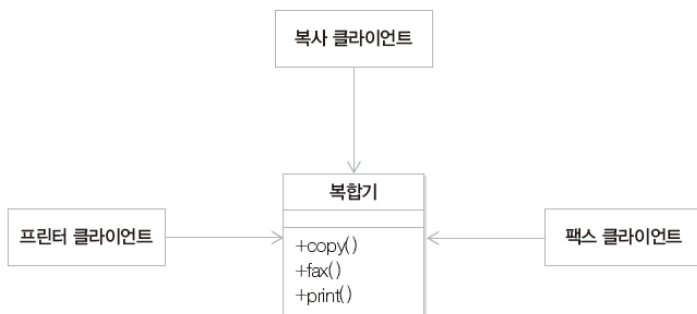 복사 클라이언트
복합기
프린터 클라이언트
팩스 클라이언트
+copy()
+fax()
+print()